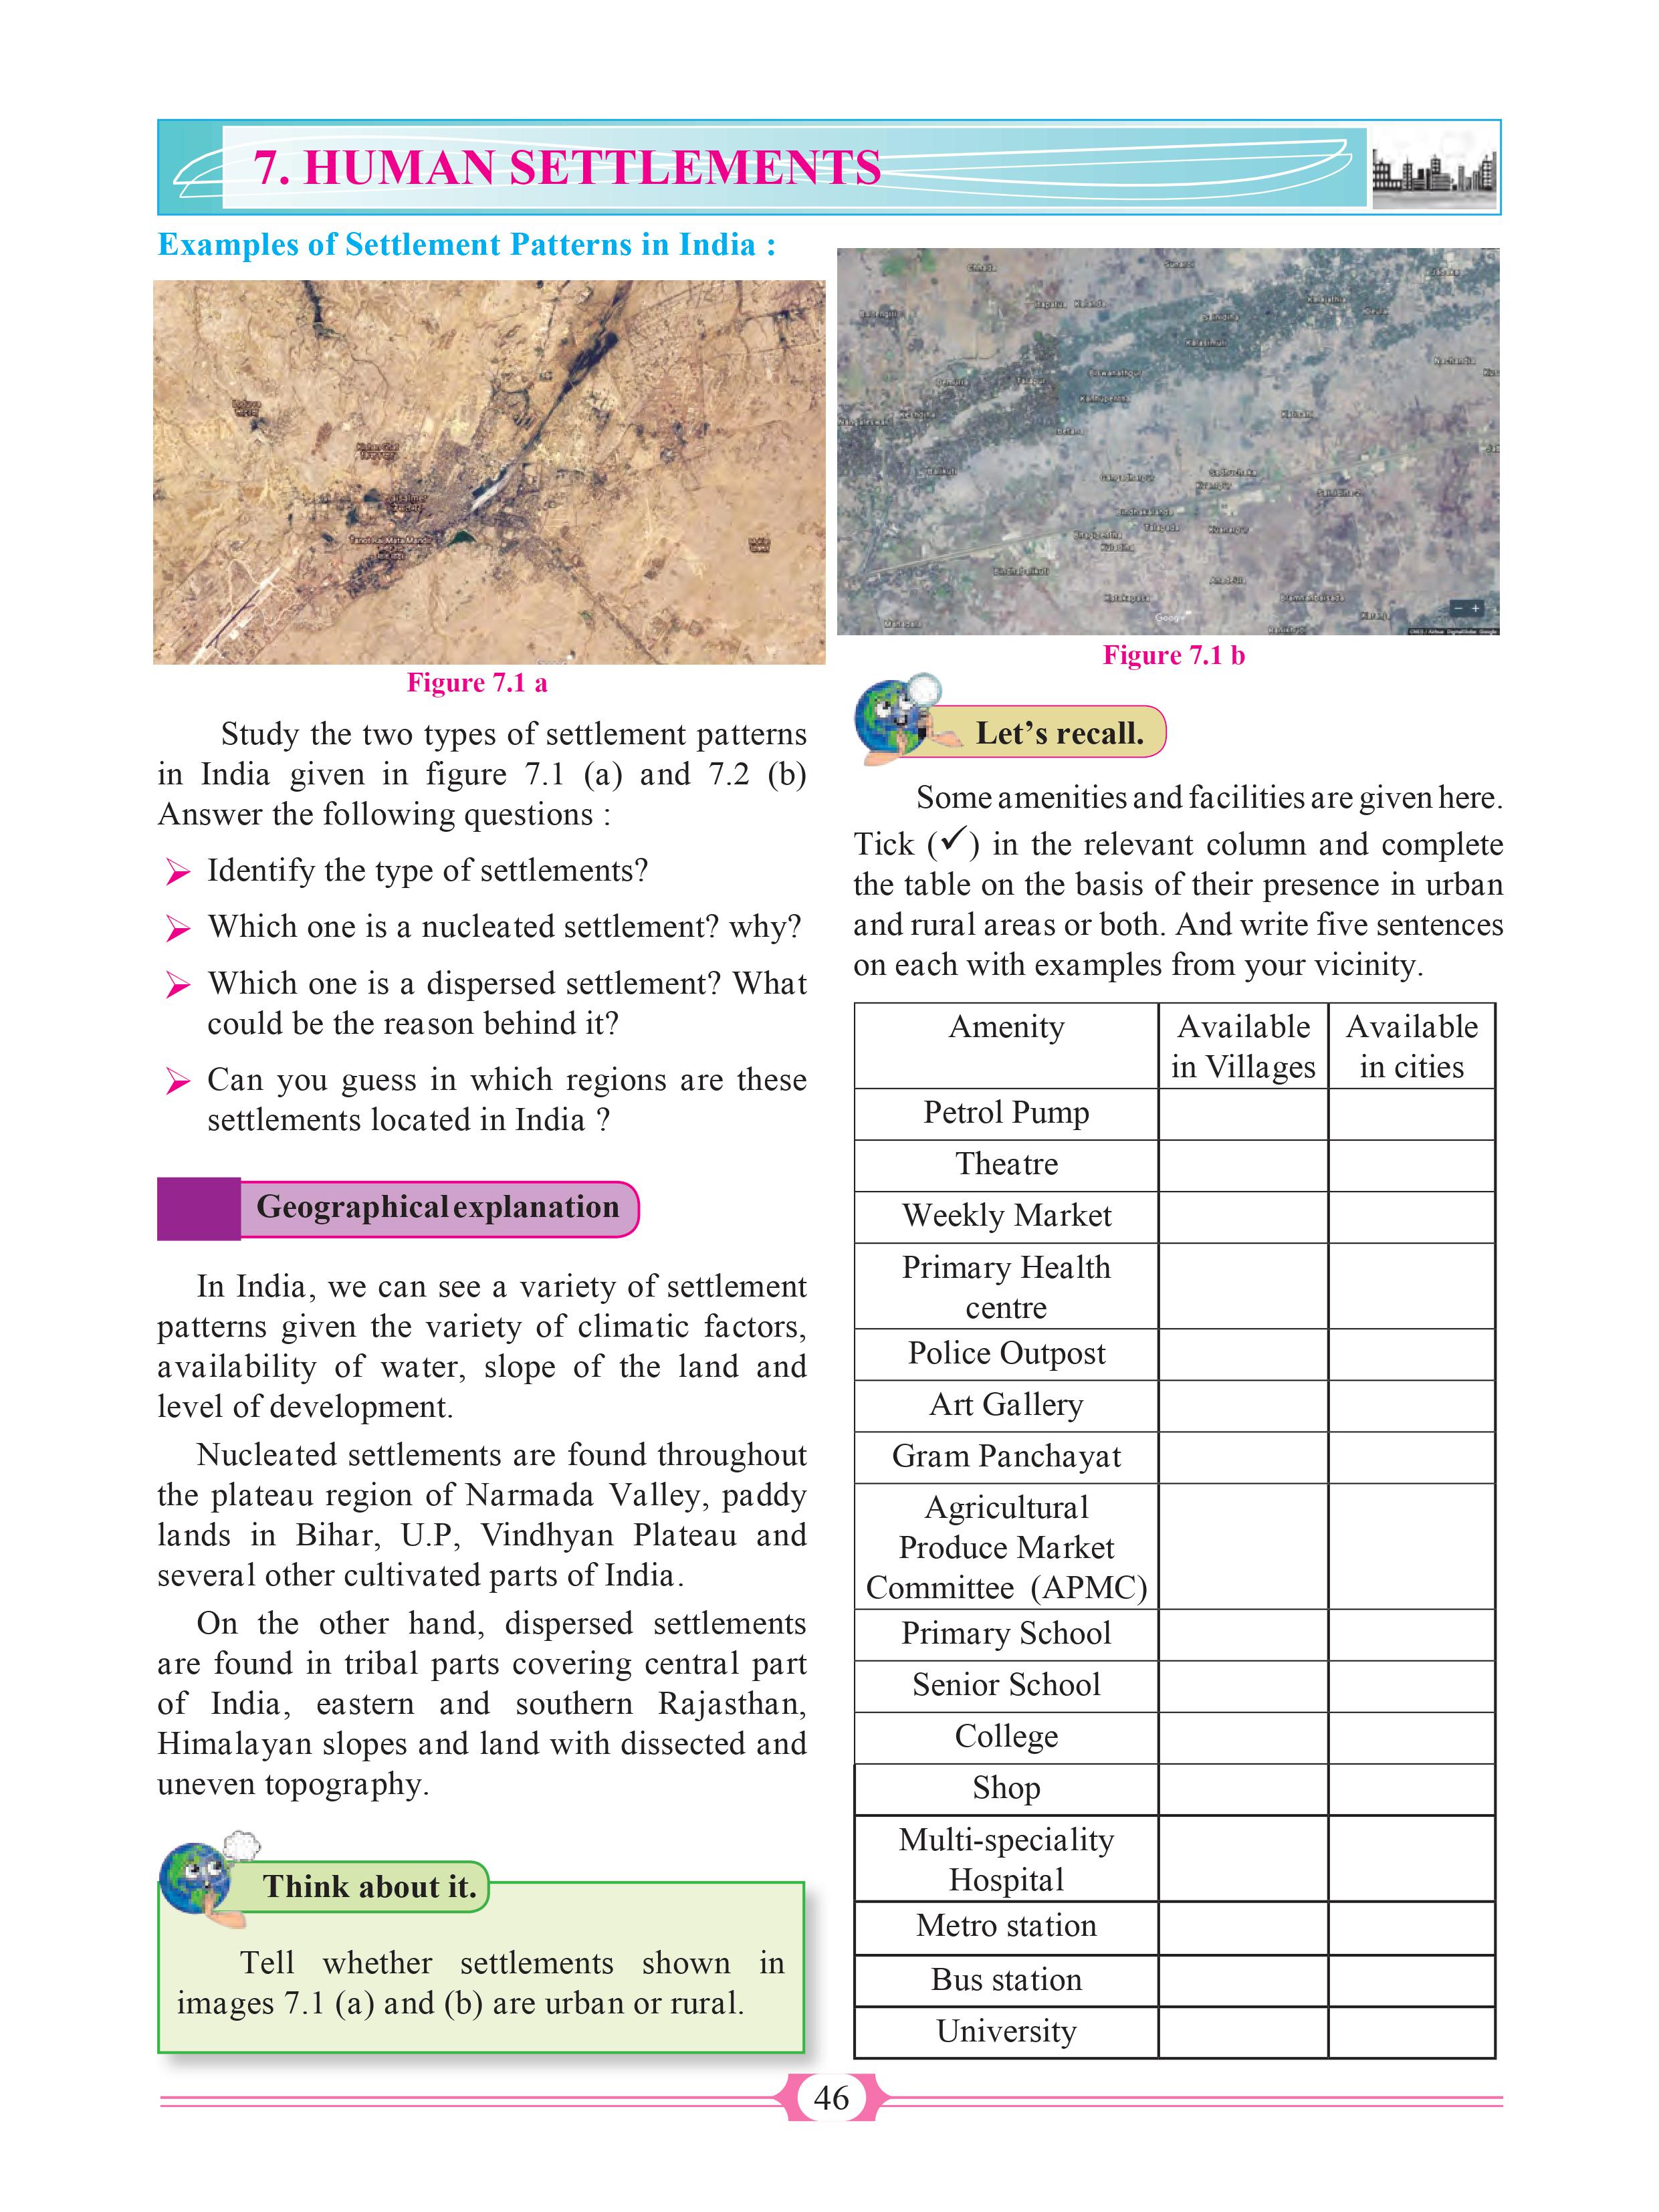 7. HUMAN SETTLEMENTS
Examples of Settlement Patterns in India :
Figure 7.1 a
Study the two types of settlement patterns
in India given in figure 7.1 (a) and 7.2 (b)
Answer the following questions :
Identify the type of settlements?
Which one is a nucleated settlement? why?
Which one is a dispersed settlement? What
could be the reason behind it?
Can you guess in which regions are these
settlements located in India ?
Geographical explanation
In India, we can see a variety of settlement
patterns given the variety of climatic factors,
availability of water, slope of the land and
level of development.
Nucleated settlements are found throughout
the plateau region of Narmada Valley, paddy
lands in Bihar, U.P, Vindhyan Plateau and
several other cultivated parts of India.
On the other hand, dispersed settlements
are found in tribal parts covering central part
of India, eastern and southern Rajasthan,
Himalayan slopes and land with dissected and
uneven topography.
Think about it.
Tell whether settlements shown in
images 7.1 (a) and (b) are urban or rural.
Google
Figure 7.1 b
Let's recall.
Some amenities and facilities are given here.
Tick (✓) in the relevant column and complete
the table on the basis of their presence in urban
and rural areas or both. And write five sentences
on each with examples from your vicinity.
Amenity Available in Villages Available in cities
Petrol Pump
Theatre
Weekly Market
Primary Health
centre
Police Outpost
Art Gallery
Gram Panchayat
Agricultural
Produce Market
Committee (APMC)
Primary School
Senior School
College
Shop
Multi-speciality
Hospital
Metro station
Bus station
University
46